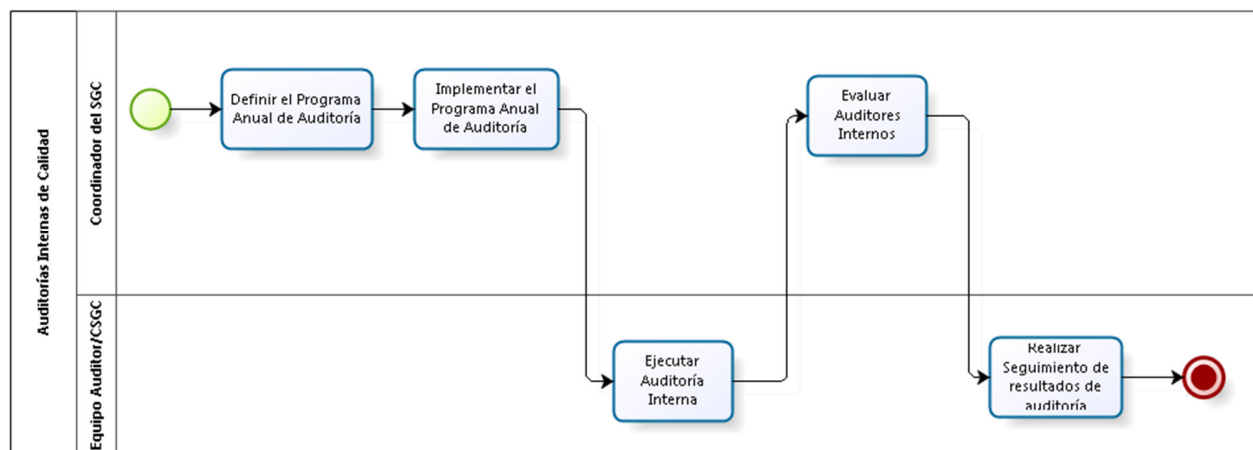 Auditorías Internas de Calidad
Coordinador del SGC
Definir el Programa
Anual de Auditoría
Implementar el
Programa Anual
de Auditoría
Evaluar
Auditores
Internos
Equipo Auditor/CSGC
Ejecutar
Auditoría
Interna
Realizar
Seguimiento de
resultados de
auditoría